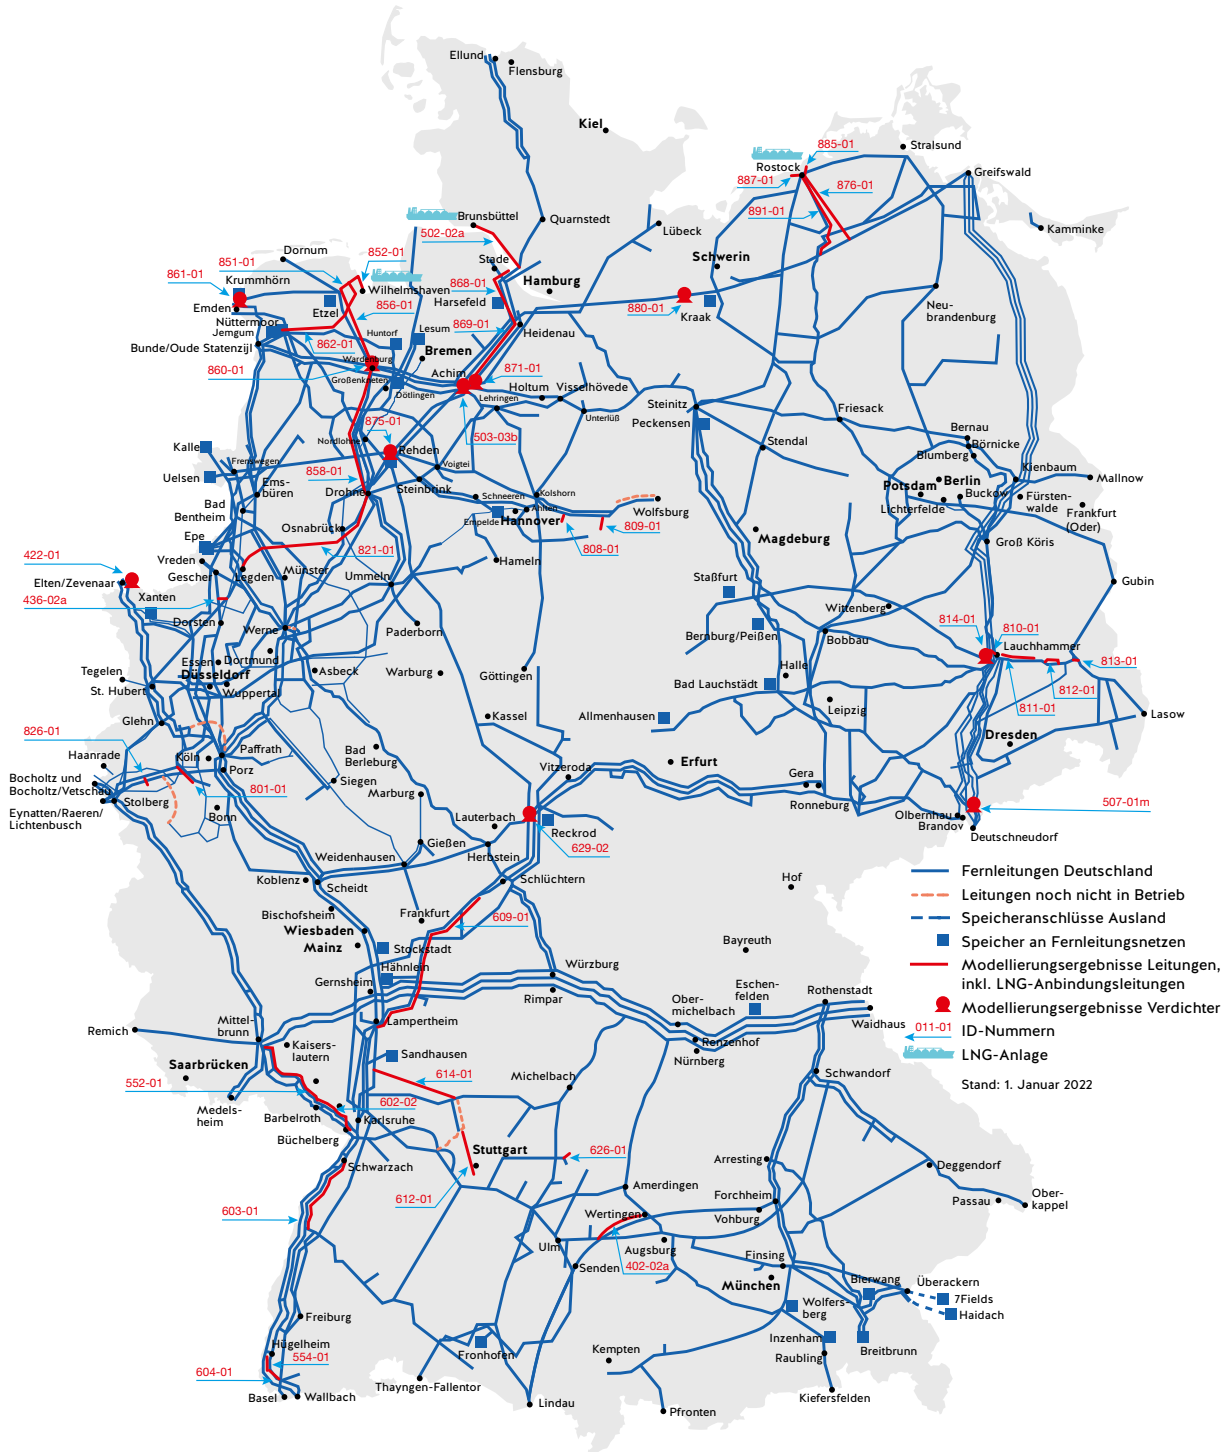 Ellund
Flensburg
Kiel
885-01
Stralsund
Rostock
Greifswald
887-01
876-01
891-01
Brunsbüttel
Quarnstedt
502-02a
Lübeck
Kamminke
Dornum
852-01
851-01
Stade
Schwerin
861-01
Krummhörn
Wilhelmshaven
868-01
Hamburg
Emden
Etzel
856-01
Harsefeld
880-01
Kraak
Neu-
brandenburg
Nüttermoor
Jemgum
Huntorf
Lesum
869-01
Heidenau
Bunde/Oude Statenzijl
862-01
Wardenburg
Bremen
860-01
Großenkneten
Achim
871-01
Dötlingen
Holtum
Visselhövede
Lehringen
Unterlüß
Steinitz
Peckensen
Friesack
875-01
503-03b
Bernau
Börnicke
Blumberg
Kalle
Nordlohne
Rehden
Stendal
Frenswegen
Voigtei
Uelsen
858-01
Kienbaum
Mallnow
Ems-
büren
Drohne
Steinbrink
Schneeren
Kolshorn
Potsdam
Berlin
Buckow
Lichterfelde
Fürsten-
walde
Frankfurt
(Oder)
Bad
Bentheim
Ahlten
Empelde
Hannover
Wolfsburg
Osnabrück
809-01
808-01
Magdeburg
Epe
Groß Köris
422-01
821-01
Vreden
Gescher
Hameln
Elten/Zevenaar
Legden
Münster
Ummeln
Staßfurt
Gubin
436-02a
Xanten
Wittenberg
Dorsten
Werne
Paderborn
Bernburg/Peißen
Bobbau
814-01
810-01
Lauchhammer
Essen
Dortmund
813-01
Tegelen
Düsseldorf
Asbeck
Warburg
Göttingen
Halle
St. Hubert
Wuppertal
Bad Lauchstädt
812-01
811-01
Glehn
Kassel
Allmenhausen
Leipzig
Lasow
826-01
Paffrath
Bad
Berleburg
Dresden
Haanrade
Köln
Porz
Vitzeroda
Erfurt
Gera
Bocholtz und
Bocholtz/Vetschau
Siegen
801-01
Marburg
Ronneburg
Stolberg
507-01m
Eynatten/Raeren/
Lichtenbusch
Bonn
Lauterbach
Reckrod
Olbernhau
Brandov
Deutschneudorf
629-02
Gießen
Weidenhausen
Herbstein
Koblenz
Scheidt
Schlüchtern
Hof
Bischofsheim
Frankfurt
609-01
Wiesbaden
Mainz
Stockstadt
Bayreuth
Hähnlein
Gernsheim
Würzburg
Eschen-
felden
Rothenstadt
Rimpar
Ober-
michelbach
Waidhaus
Remich
Mittel-
brunn
Lampertheim
Renzenhof
Nürnberg
Kaisers-
lautern
Saarbrücken
Sandhausen
614-01
Michelbach
Schwandorf
552-01
602-02
Medels-
heim
Barbelroth
Karlsruhe
Büchelberg
Stuttgart
626-01
Schwarzach
Arresting
Deggendorf
612-01
Amerdingen
Forchheim
Passau
Ober-
kappel
603-01
Wertingen
Vohburg
Ulm
Augsburg
Finsing
Senden
402-02a
München
Bierwang
Überackern
7Fields
Haidach
Freiburg
Wolfers-
berg
Hügelheim
Inzenham
Breitbrunn
554-01
Fronhofen
Kempten
Raubling
604-01
Thayngen-Fallentor
Kiefersfelden
Basel
Wallbach
Lindau
Pfronten
Fernleitungen Deutschland
Leitungen noch nicht in Betrieb
Speicheranschlüsse Ausland
Speicher an Fernleitungsnetzen
Modellierungsergebnisse Leitungen,
inkl. LNG-Anbindungsleitungen
Modellierungsergebnisse Verdichter
011-01
ID-Nummern
LNG-Anlage
Stand: 1. Januar 2022